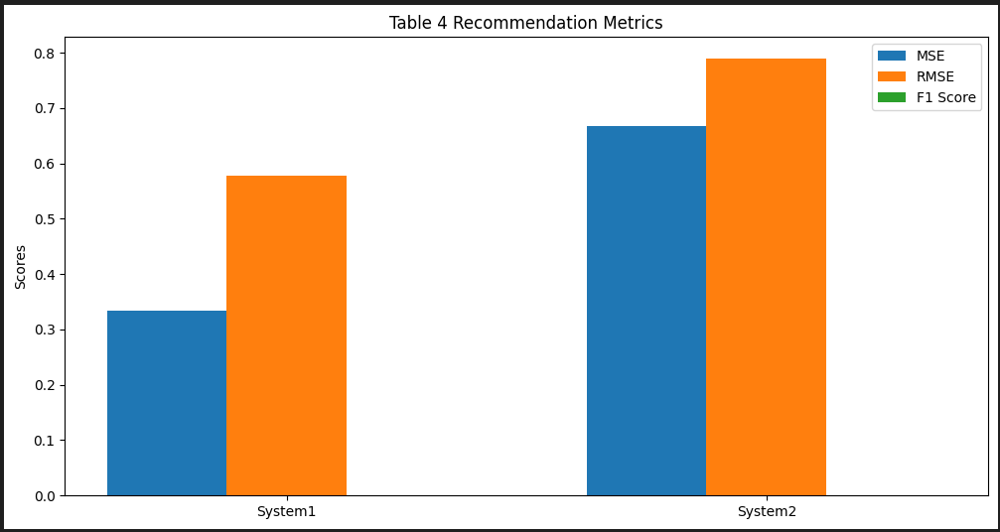 Table 4 Recommendation Metrics
MSE
RMSE
F1 Score
Scores
0.8
0.7
0.6
0.5
0.4
0.3
0.2
0.1
0.0
System1
System2